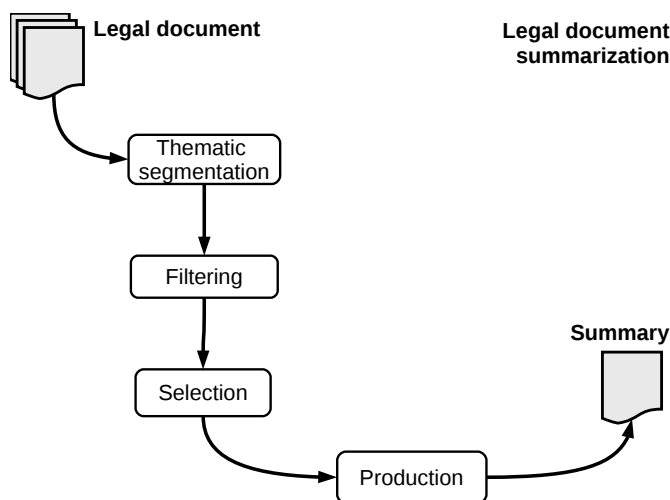 Legal document
Legal document
summarization
Thematic
segmentation
Filtering
Selection
Summary
Production